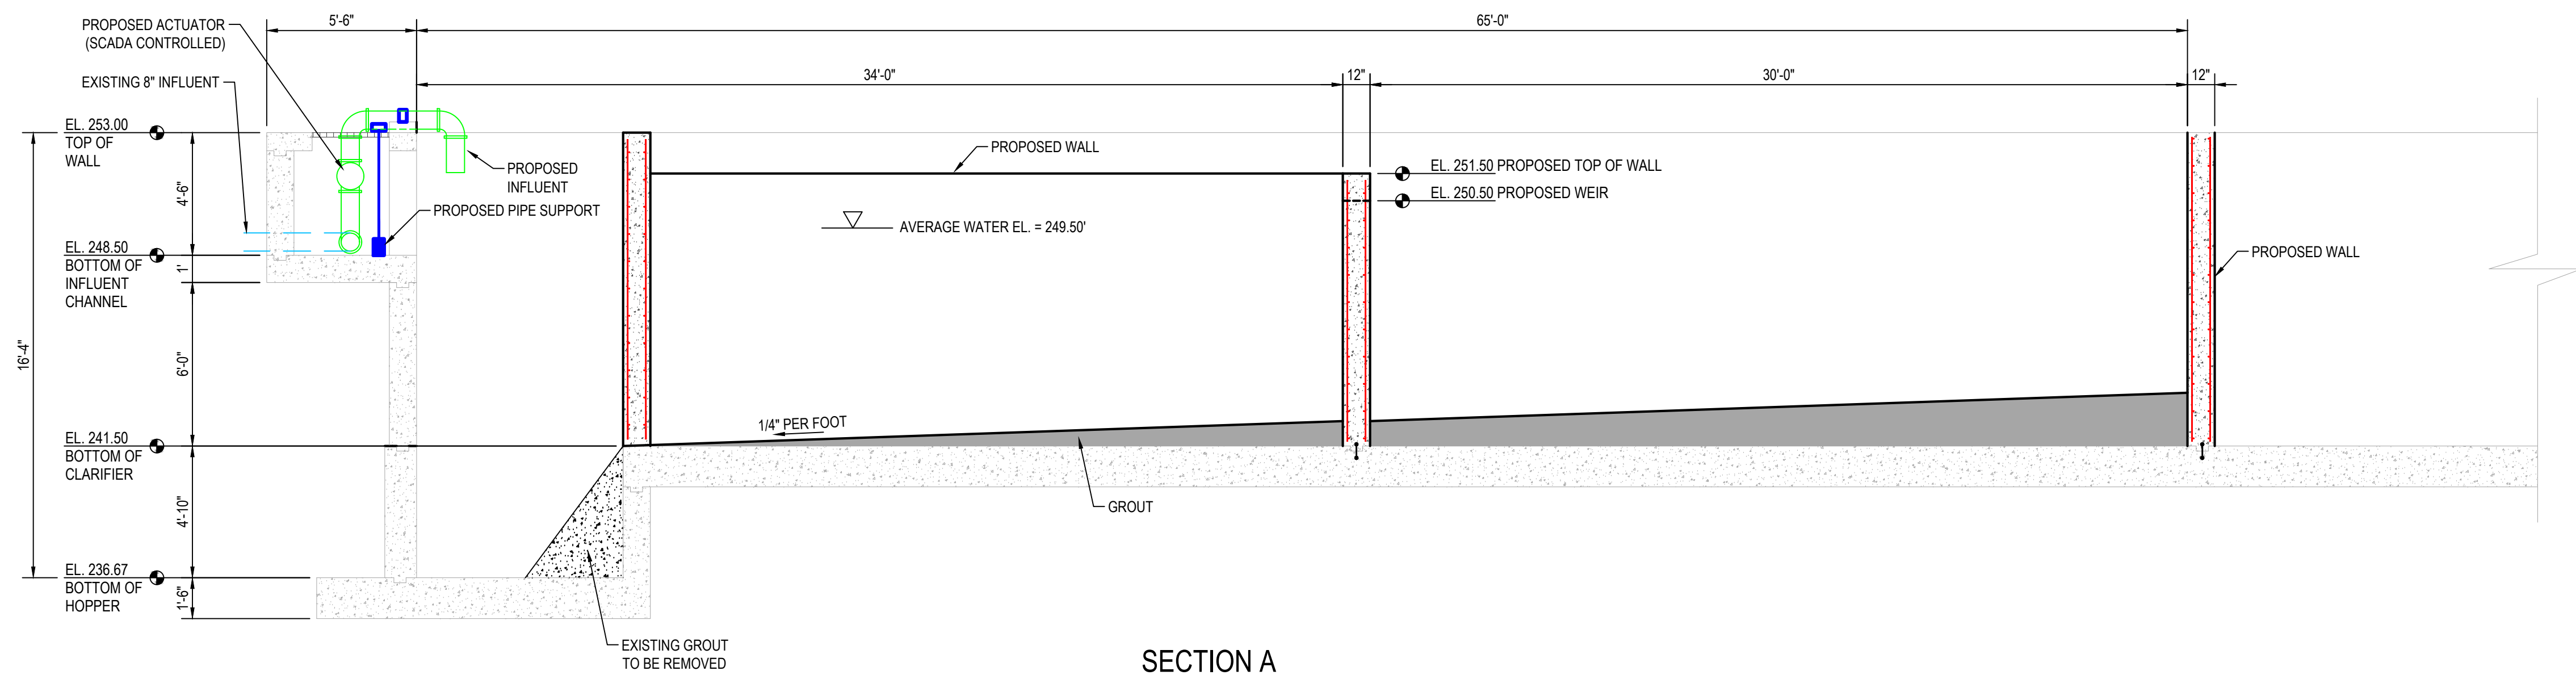 PROPOSED ACTUATOR
(SCADA CONTROLLED)
5'-6"
65'-0"
EXISTING 8" INFLUENT
34'-0"
12"
30'-0"
12"
EL. 253.00
TOP OF
WALL
PROPOSED
INFLUENT
PROPOSED WALL
EL. 251.50 PROPOSED TOP OF WALL
EL. 250.50 PROPOSED WEIR
4'-6"
PROPOSED PIPE SUPPORT
AVERAGE WATER EL. = 249.50'
PROPOSED WALL
EL. 248.50
BOTTOM OF
INFLUENT
CHANNEL
1'
16'-4"
6'-0"
1/4" PER FOOT
EL. 241.50
BOTTOM OF
CLARIFIER
4'-10"
GROUT
EL. 236.67
BOTTOM OF
HOPPER
1'-6"
EXISTING GROUT
TO BE REMOVED
SECTION A